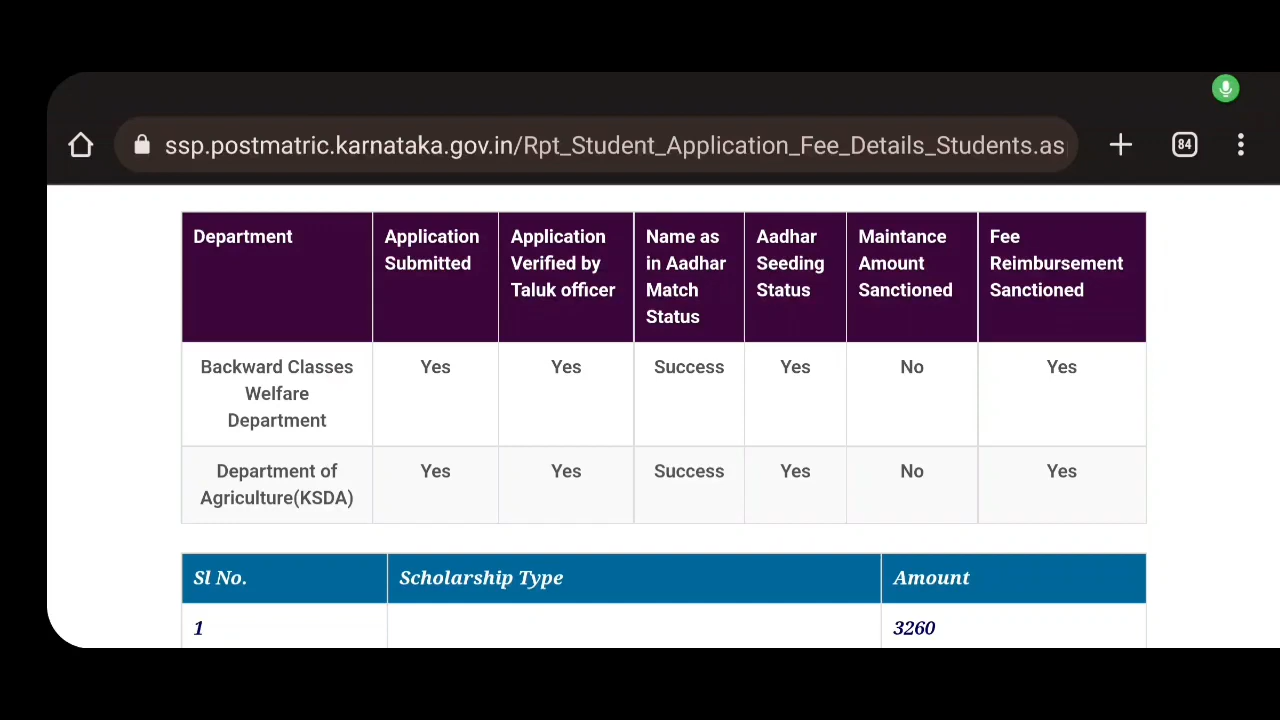 ssp.postmatric.karnataka.gov.in/Rpt_Student_Application_Fee_Details_Students.as
84
Department
Application
Submitted
Application
Verified by
Taluk officer
Name as
in Aadhar
Match
Status
Aadhar
Seeding
Status
Maintance
Amount
Sanctioned
Fee
Reimbursement
Sanctioned
Backward Classes
Welfare
Department
Yes
Yes
Success
Yes
No
Yes
Department of
Agriculture(KSDA)
Yes
Yes
Success
Yes
No
Yes
Sl No.
Scholarship Type
Amount
1
3260